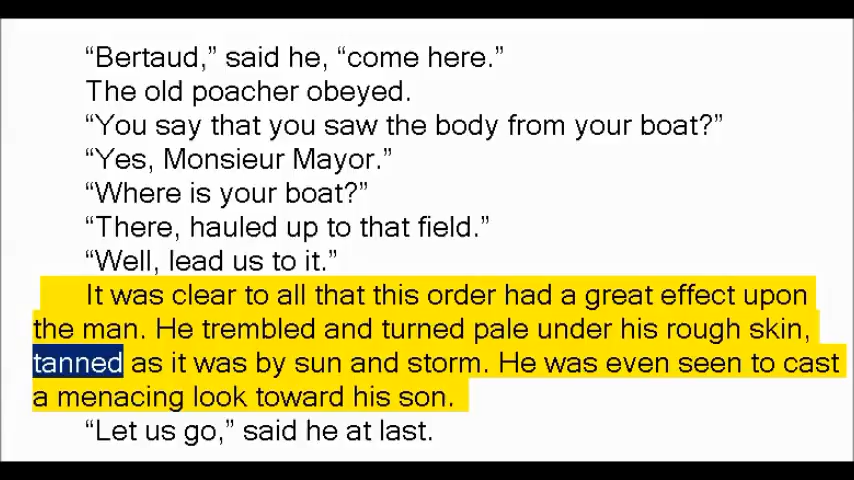 “Bertaud,” said he, “come here.”
The old poacher obeyed.
“You say that you saw the body from your boat?”
“Yes, Monsieur Mayor.”
“Where is your boat?”
“There, hauled up to that field.”
“Well, lead us to it.”
It was clear to all that this order had a great effect upon
the man. He trembled and turned pale under his rough skin,
tanned as it was by sun and storm. He was even seen to cast
a menacing look toward his son.
“Let us go,” said he at last.